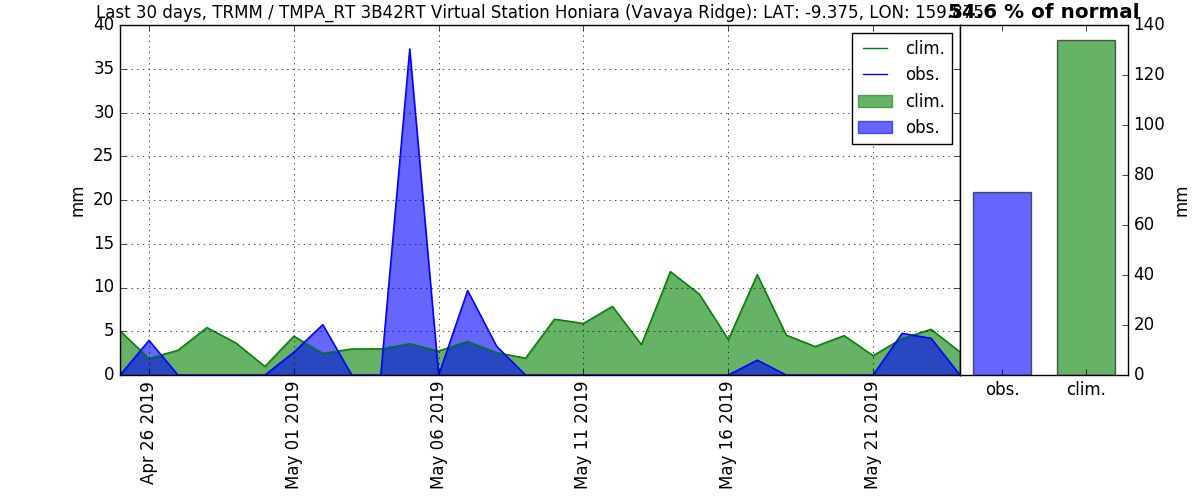 Last 30 days, TRMM / TMPA_RT 3B42RT Virtual Station Honiara (Vavaya Ridge): LAT: -9.375, LON:
54.6 % of normal
40
35
30
25
20
15
10
5
0
mm
clim.
obs.
clim.
obs.
Apr 26 2019
May 01 2019
May 06 2019
May 11 2019
May 16 2019
May 21 2019
140
120
100
80
60
40
20
0
mm
obs.
clim.